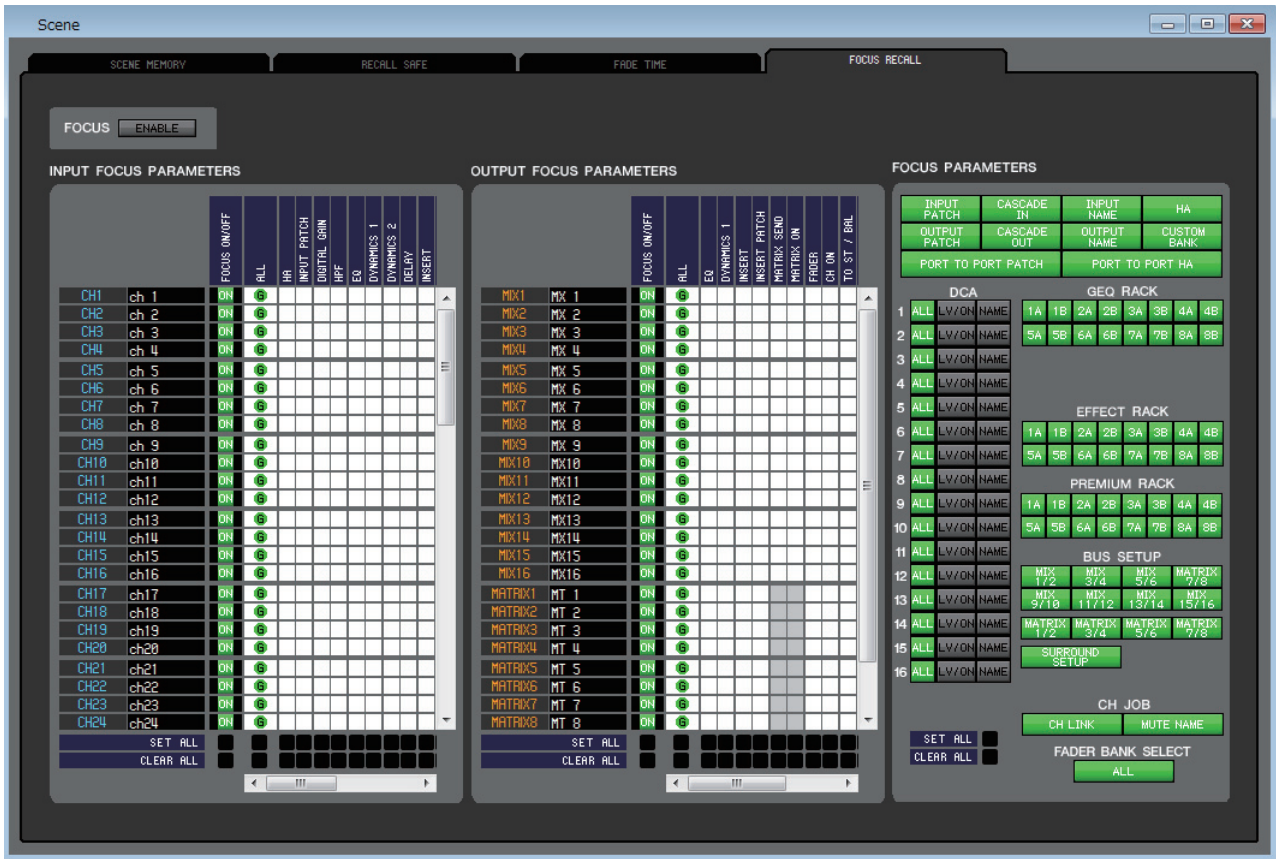 Scene
SCENE MEMORY RECALL SAFE FADE TIME FOCUS RECALL
FOCUS ENABLE
INPUT FOCUS PARAMETERS
FOCUS ON/OFF ALL HA INPUT PATCH DIGITAL GAIN HPF EQ DYNAMICS 1 DYNAMICS 2 DELAY INSERT
CH1 ch 1 ON G
CH2 ch 2 ON G
CH3 ch 3 ON G
CH4 ch 4 ON G
CH5 ch 5 ON G
CH6 ch 6 ON G
CH7 ch 7 ON G
CH8 ch 8 ON G
CH9 ch 9 ON G
CH10 ch10 ON G
CH11 ch11 ON G
CH12 ch12 ON G
CH13 ch13 ON G
CH14 ch14 ON G
CH15 ch15 ON G
CH16 ch16 ON G
CH17 ch17 ON G
CH18 ch18 ON G
CH19 ch19 ON G
CH20 ch20 ON G
CH21 ch21 ON G
CH22 ch22 ON G
CH23 ch23 ON G
CH24 ch24 ON G
SET ALL
CLEAR ALL
OUTPUT FOCUS PARAMETERS
FOCUS ON/OFF ALL EQ DYNAMICS 1 INSERT INSERT PATCH MATRIX SEND MATRIX ON FADER CH ON TO ST / BAL
MIX1 MX 1 ON G
MIX2 MX 2 ON G
MIX3 MX 3 ON G
MIX4 MX 4 ON G
MIX5 MX 5 ON G
MIX6 MX 6 ON G
MIX7 MX 7 ON G
MIX8 MX 8 ON G
MIX9 MX 9 ON G
MIX10 MX10 ON G
MIX11 MX11 ON G
MIX12 MX12 ON G
MIX13 MX13 ON G
MIX14 MX14 ON G
MIX15 MX15 ON G
MIX16 MX16 ON G
MATRIX1 MT 1 ON G
MATRIX2 MT 2 ON G
MATRIX3 MT 3 ON G
MATRIX4 MT 4 ON G
MATRIX5 MT 5 ON G
MATRIX6 MT 6 ON G
MATRIX7 MT 7 ON G
MATRIX8 MT 8 ON G
SET ALL
CLEAR ALL
FOCUS PARAMETERS
INPUT PATCH CASCADE IN INPUT NAME HA
OUTPUT PATCH CASCADE OUT OUTPUT NAME CUSTOM BANK
PORT TO PORT PATCH PORT TO PORT HA
DCA
1 ALL LV/ON NAME
2 ALL LV/ON NAME
3 ALL LV/ON NAME
4 ALL LV/ON NAME
5 ALL LV/ON NAME
6 ALL LV/ON NAME
7 ALL LV/ON NAME
8 ALL LV/ON NAME
9 ALL LV/ON NAME
10 ALL LV/ON NAME
11 ALL LV/ON NAME
12 ALL LV/ON NAME
13 ALL LV/ON NAME
14 ALL LV/ON NAME
15 ALL LV/ON NAME
16 ALL LV/ON NAME
SET ALL
CLEAR ALL
GEQ RACK
1A 1B 2A 2B 3A 3B 4A 4B
5A 5B 6A 6B 7A 7B 8A 8B
EFFECT RACK
1A 1B 2A 2B 3A 3B 4A 4B
5A 5B 6A 6B 7A 7B 8A 8B
PREMIUM RACK
1A 1B 2A 2B 3A 3B 4A 4B
5A 5B 6A 6B 7A 7B 8A 8B
BUS SETUP
MIX 1/2 MIX 3/4 MIX 5/6 MATRIX 7/8
MIX 9/10 MIX 11/12 MIX 13/14 MIX 15/16
MATRIX 1/2 MATRIX 3/4 MATRIX 5/6 MATRIX 7/8
SURROUND SETUP
CH JOB
CH LINK MUTE NAME
FADER BANK SELECT
ALL